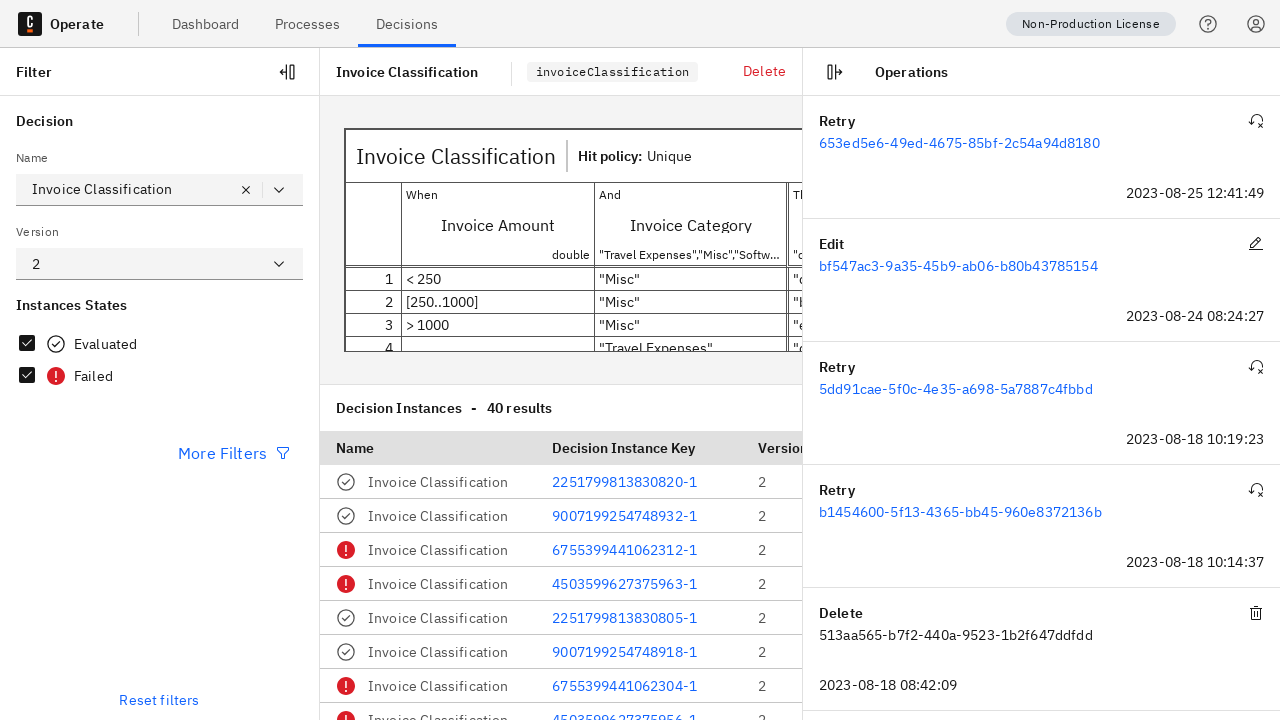 Operate
Dashboard
Processes
Decisions
Non-Production License
Filter
Decision
Name
Invoice Classification
Version
2
Instances States
Evaluated
Failed
More Filters
Reset filters
Invoice Classification
invoiceClassification
Delete
Invoice Classification
Hit policy: Unique
When
And
Invoice Amount
Invoice Category
double
"Travel Expenses","Misc","Softw...
1 < 250 "Misc"
2 [250..1000] "Misc"
3 > 1000 "Misc"
4 "Travel Expenses"
Decision Instances - 40 results
Name Decision Instance Key Version
Invoice Classification 2251799813830820-1 2
Invoice Classification 9007199254748932-1 2
Invoice Classification 6755399441062312-1 2
Invoice Classification 4503599627375963-1 2
Invoice Classification 2251799813830805-1 2
Invoice Classification 9007199254748918-1 2
Invoice Classification 6755399441062304-1 2
Invoice Classification 4503599627375956-1 2
Operations
Retry
653ed5e6-49ed-4675-85bf-2c54a94d8180
2023-08-25 12:41:49
Edit
bf547ac3-9a35-45b9-ab06-b80b43785154
2023-08-24 08:24:27
Retry
5dd91cae-5f0c-4e35-a698-5a7887c4fbbd
2023-08-18 10:19:23
Retry
b1454600-5f13-4365-bb45-960e8372136b
2023-08-18 10:14:37
Delete
513aa565-b7f2-440a-9523-1b2f647ddfdd
2023-08-18 08:42:09